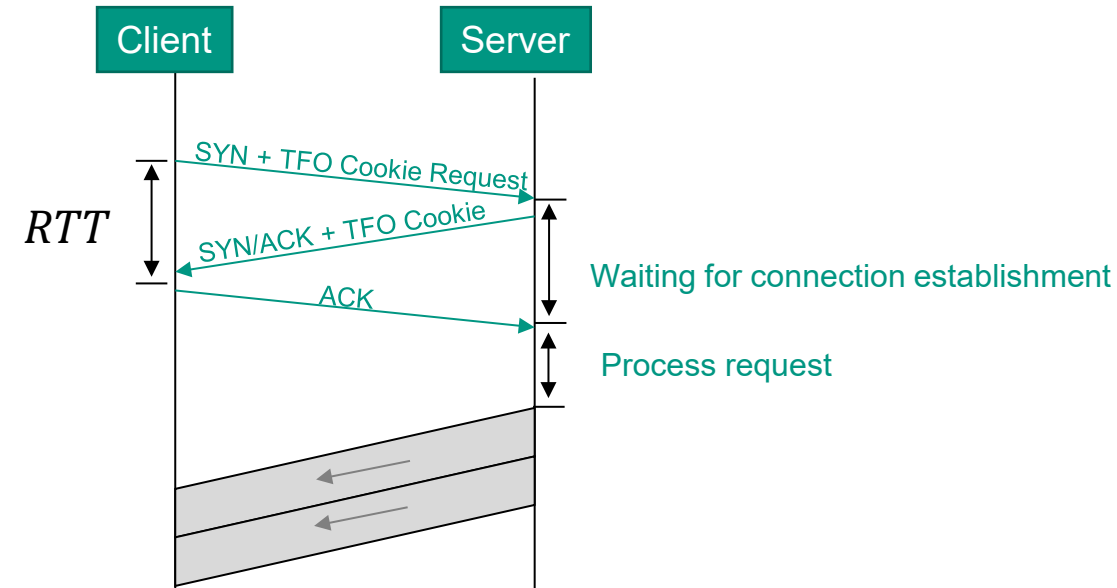 Client
Server
SYN + TFO Cookie Request
RTT
SYN/ACK + TFO Cookie
Waiting for connection establishment
ACK
Process request